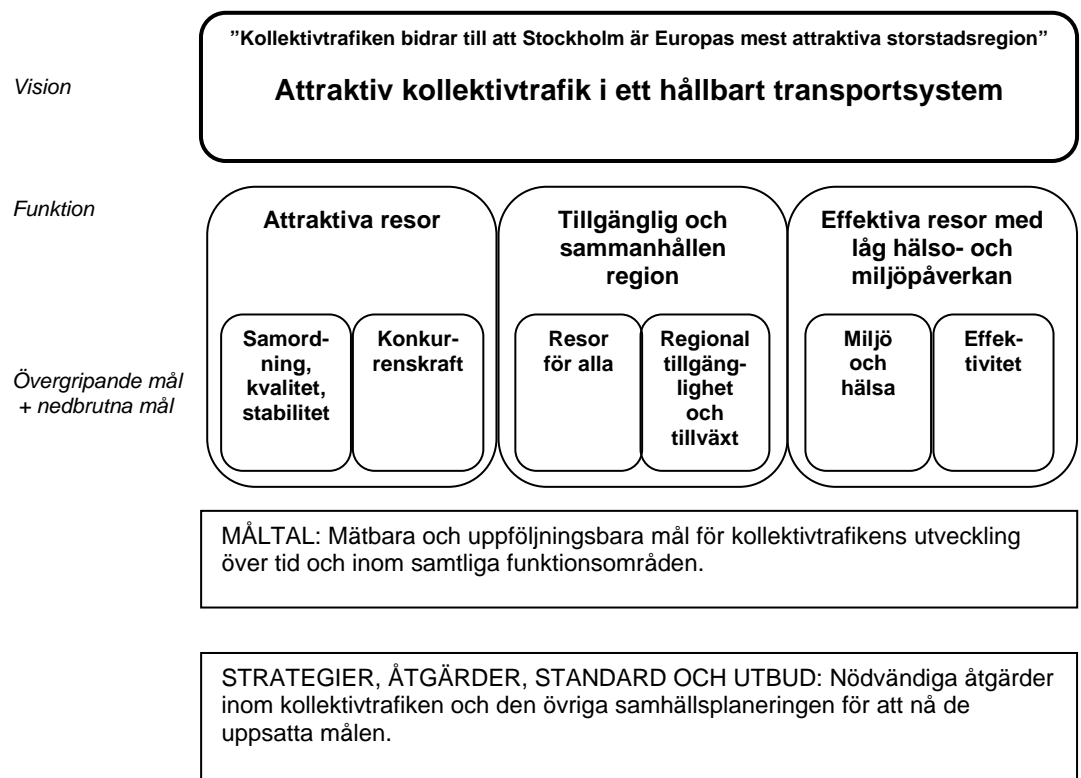 ”Kollektivtrafiken bidrar till att Stockholm är Europas mest attraktiva storstadsregion”
Vision
Attraktiv kollektivtrafik i ett hållbart transportsystem
Funktion
Attraktiva resor
Tillgänglig och
sammanhållen
region
Effektiva resor med
låg hälso- och
miljöpåverkan
Övergripande mål
+ nedbrutna mål
Samord-
ning,
kvalitet,
stabilitet
Konkur-
renskraft
Resor
för alla
Regional
tillgäng-
lighet
och
tillväxt
Miljö
och
hälsa
Effek-
tivitet
MÅLTAL: Mätbara och uppföljningsbara mål för kollektivtrafikens utveckling
över tid och inom samtliga funktionsområden.
STRATEGIER, ÅTGÄRDER, STANDARD OCH UTBUD: Nödvändiga åtgärder
inom kollektivtrafiken och den övriga samhällsplaneringen för att nå de
uppsatta målen.